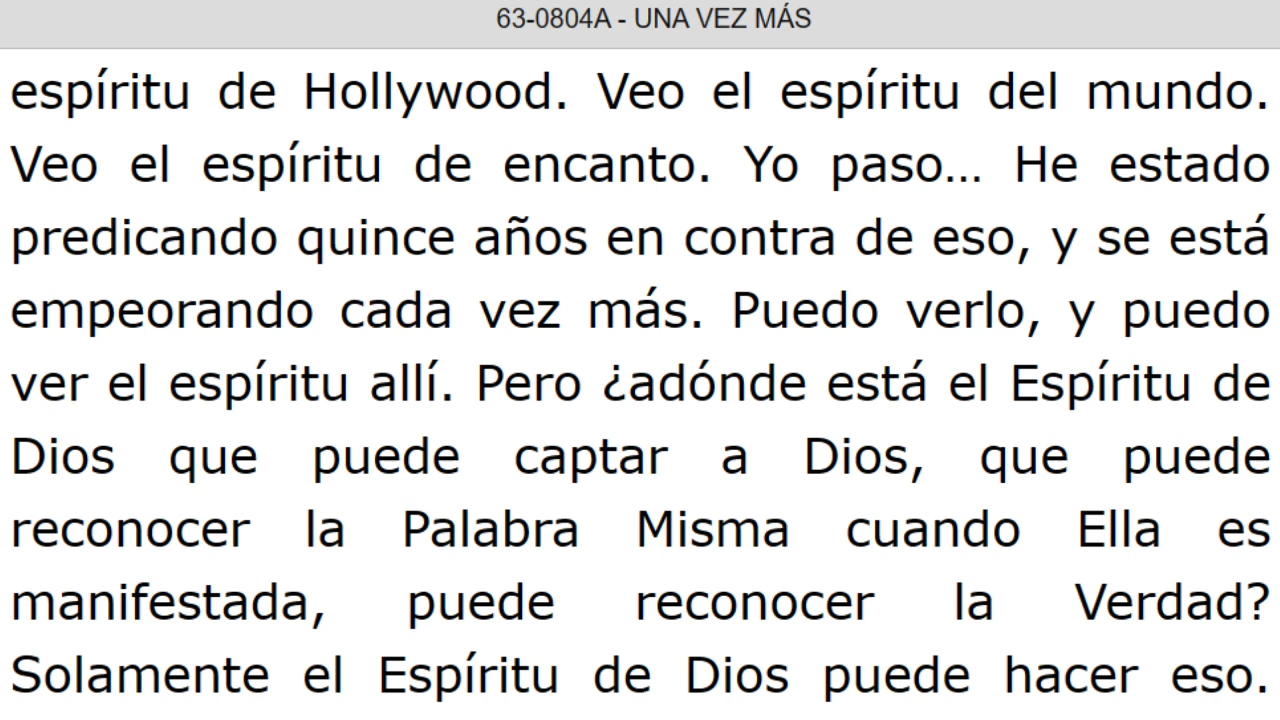 63-0804A - UNA VEZ MÁS
espíritu de Hollywood. Veo el espíritu del mundo.
Veo el espíritu de encanto. Yo paso… He estado
predicando quince años en contra de eso, y se está
empeorando cada vez más. Puedo verlo, y puedo
ver el espíritu allí. Pero ¿adónde está el Espíritu de
Dios que puede captar a Dios, que puede
reconocer la Palabra Misma cuando Ella es
manifestada, puede reconocer la Verdad?
Solamente el Espíritu de Dios puede hacer eso.